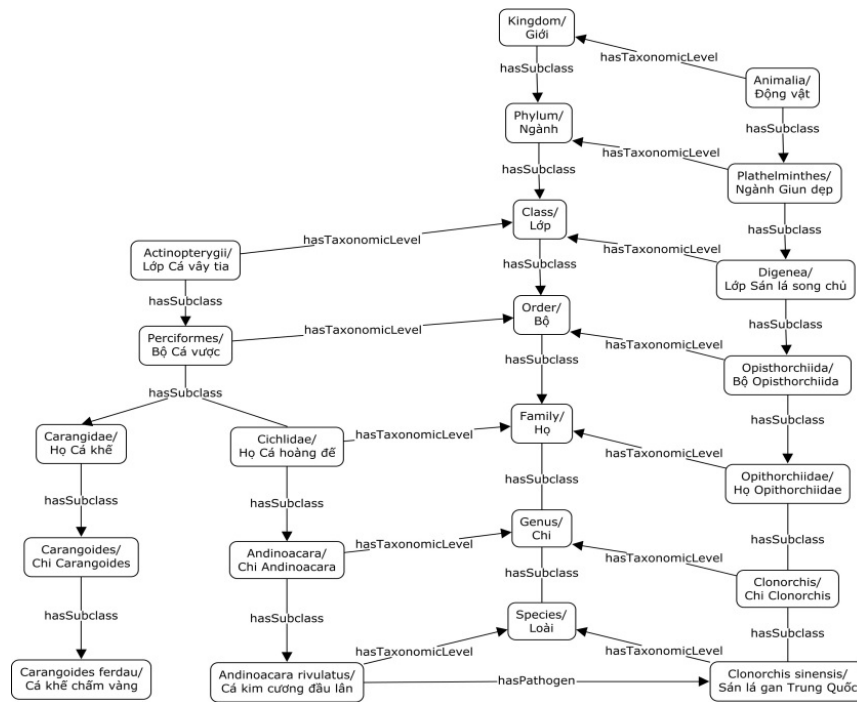 Kingdom/
Giới
hasTaxonomicLevel
hasSubclass
Animalia/
Động vật
Phylum/
Ngành
hasSubclass
hasTaxonomicLevel
hasSubclass
Plathelminthes/
Ngành Giun dẹp
Class/
Lớp
hasTaxonomicLevel
hasSubclass
Actinopterygii/
Lớp Cá vây tia
hasTaxonomicLevel
hasSubclass
Digenea/
Lớp Sán lá song chủ
hasSubclass
Order/
Bộ
hasTaxonomicLevel
Perciformes/
Bộ Cá vược
hasTaxonomicLevel
hasSubclass
hasSubclass
Opisthorchiida/
Bộ Opisthorchiida
hasSubclass
Family/
Họ
hasSubclass
Carangidae/
Họ Cá khế
Cichlidae/
Họ Cá hoàng đế
hasTaxonomicLevel
hasTaxonomicLevel
Opithorchiidae/
Họ Opithorchiidae
hasSubclass
hasSubclass
hasSubclass
Genus/
Chi
hasSubclass
Carangoides/
Chi Carangoides
Andinoacara/
Chi Andinoacara
hasTaxonomicLevel
hasTaxonomicLevel
hasSubclass
Clonorchis/
Chi Clonorchis
hasSubclass
hasSubclass
Species/
Loài
hasSubclass
hasTaxonomicLevel
hasTaxonomicLevel
Carangoides ferdau/
Cá khế chấm vàng
Andinoacara rivulatus/
Cá kim cương đầu lân
hasPathogen
Clonorchis sinensis/
Sán lá gan Trung Quốc